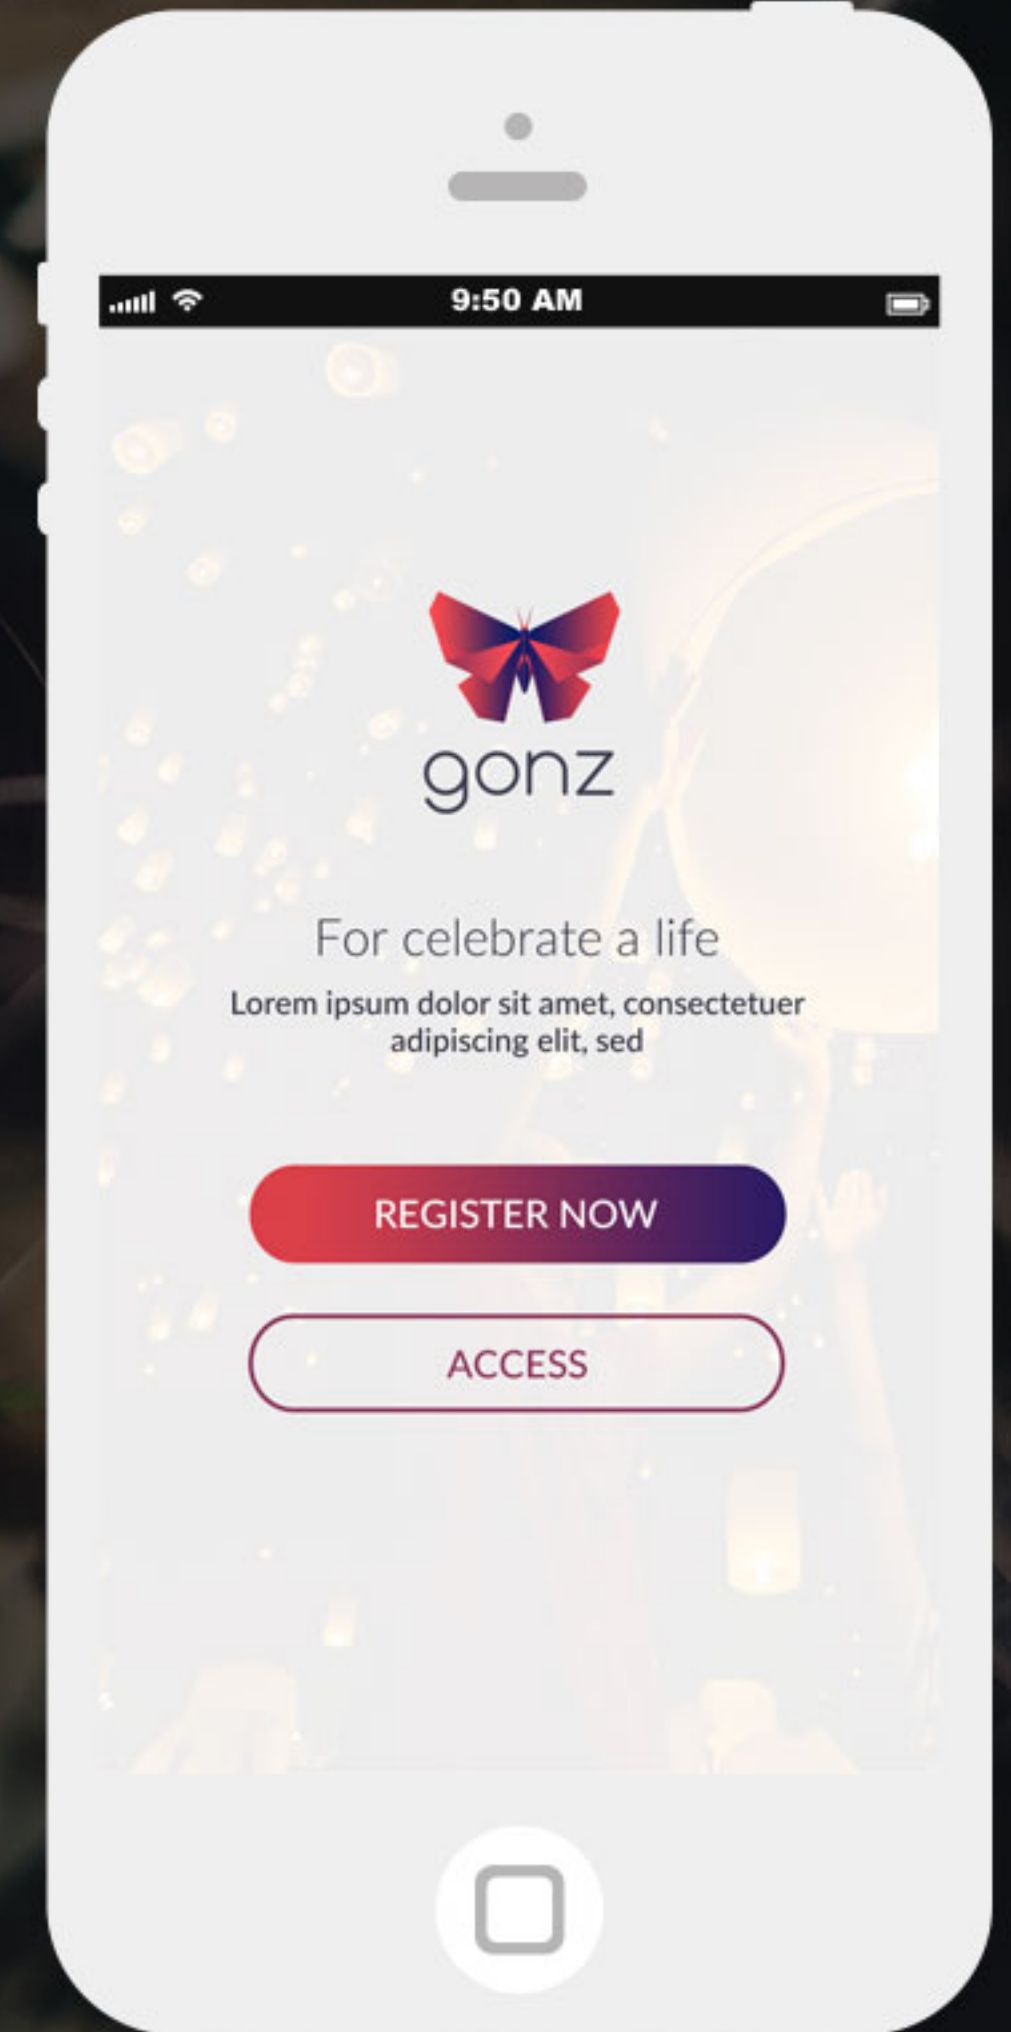 9:50 AM
gonz
For celebrate a life
Lorem ipsum dolor sit amet, consectetuer
adipiscing elit, sed
REGISTER NOW
ACCESS